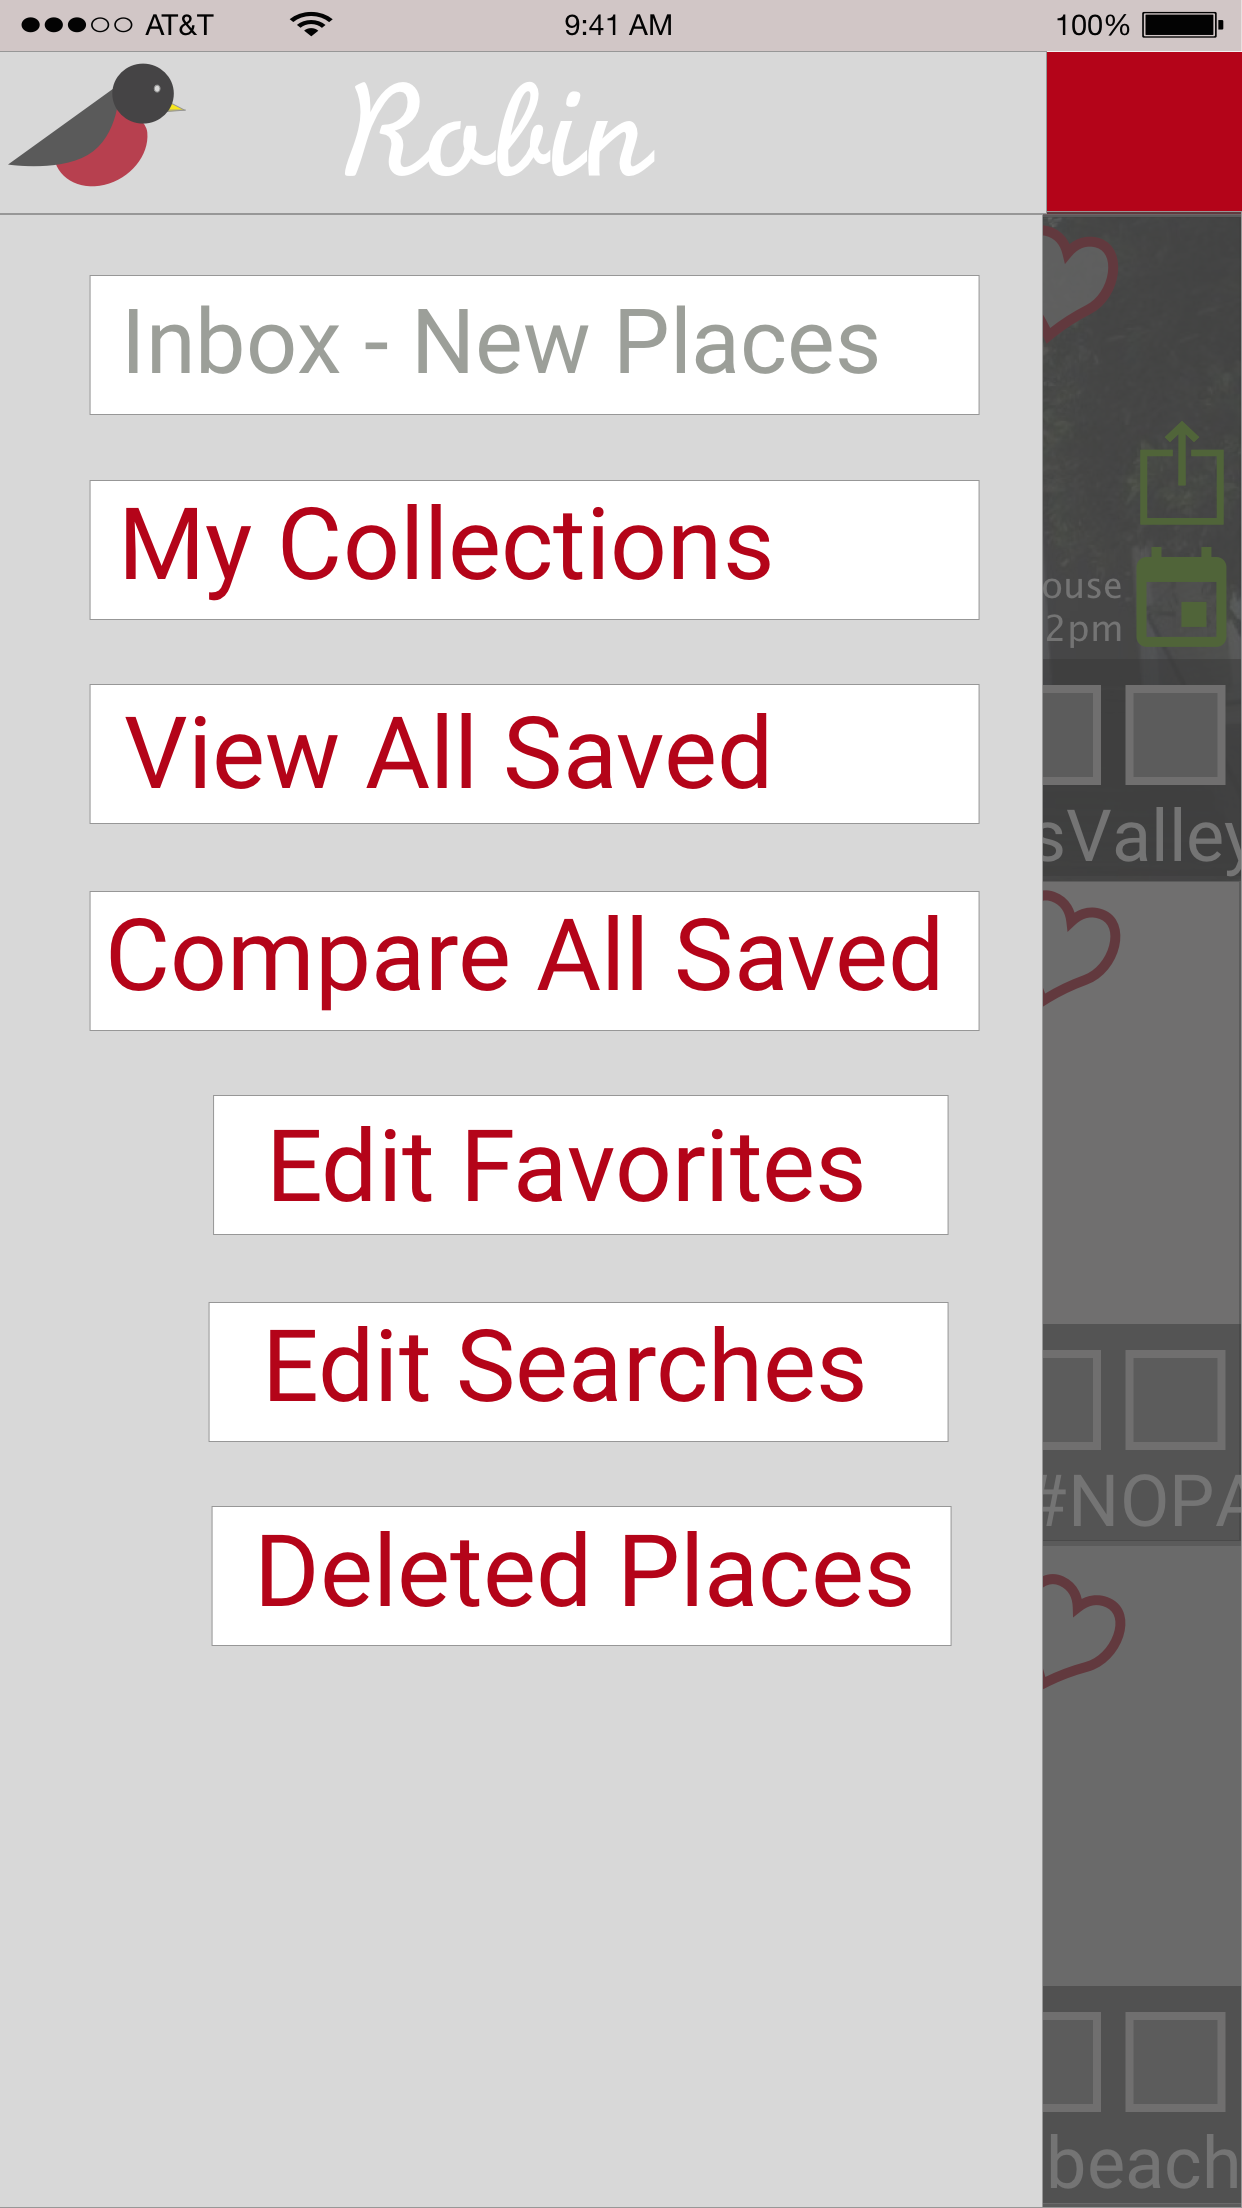 AT&T 9:41 AM 100%
Robin
Inbox - New Places
My Collections
ouse
2pm
View All Saved
sValley
Compare All Saved
Edit Favorites
Edit Searches
#NOPA
Deleted Places
beach